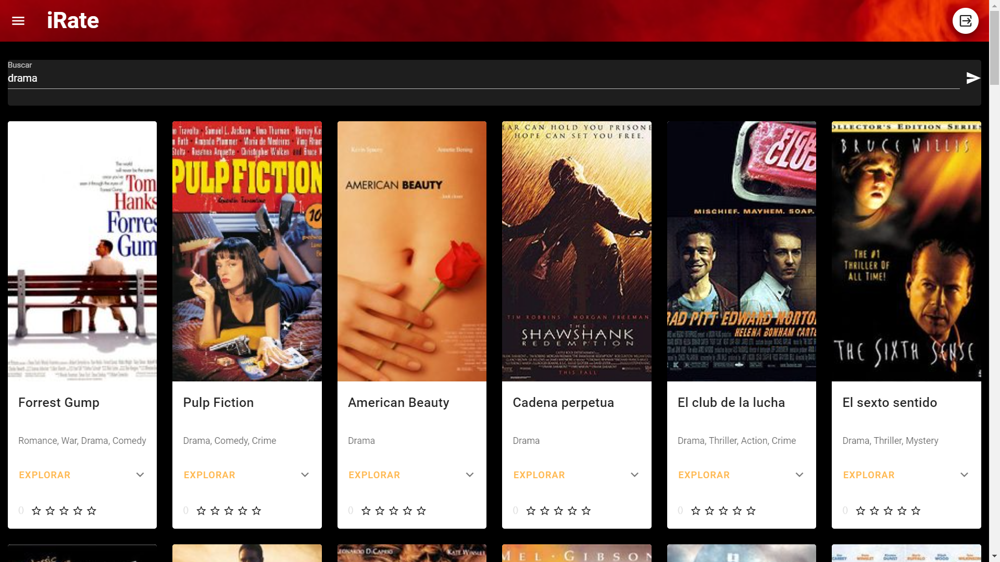 iRate
Buscar
drama
The world
will never be the same
once you've
seen it through the eyes of
Forrest Gump.
Tom
Hanks
Forres
Gum
Travolta · Samuel L. Jackson · Uma Thurman · Harvey Ke
Roth · Amanda Plummer · Maria de Medeiros · Ving Rham
Stolta · Rosanna Arquette · Christopher Walken and Bruce
PULP FICTION
Quentin Tarantino
10
Kevin Spacey
Annette Bening
AMERICAN BEAUTY
...look closer
EAR CAN HOLD YOU PRISONE
HOPE CAN SET YOU FREE.
TIM ROBBINS · MORGAN FREEMAN
THE
SHAWSHANK
REDEMPTION
THIS FALL
FIGH
CLUB
MISCHIEF. MAYHEM. SOAP.
RAD PITT EDWARD NORTO
HELENA BONHAM CARTE
OLLECTOR'S EDITION SERIES
BRUCE WILLIS
THE #1
THRILLER OF
ALL TIME!
THE SIXTH SENSE
Forrest Gump
Pulp Fiction
American Beauty
Cadena perpetua
El club de la lucha
El sexto sentido
Romance, War, Drama, Comedy
Drama, Comedy, Crime
Drama
Drama
Drama, Thriller, Action, Crime
Drama, Thriller, Mystery
EXPLORAR
EXPLORAR
EXPLORAR
EXPLORAR
EXPLORAR
EXPLORAR
0
0
0
0
0
0
LEONARDO DICAPRIO
KATE WINSLET
MEL · GIBSON